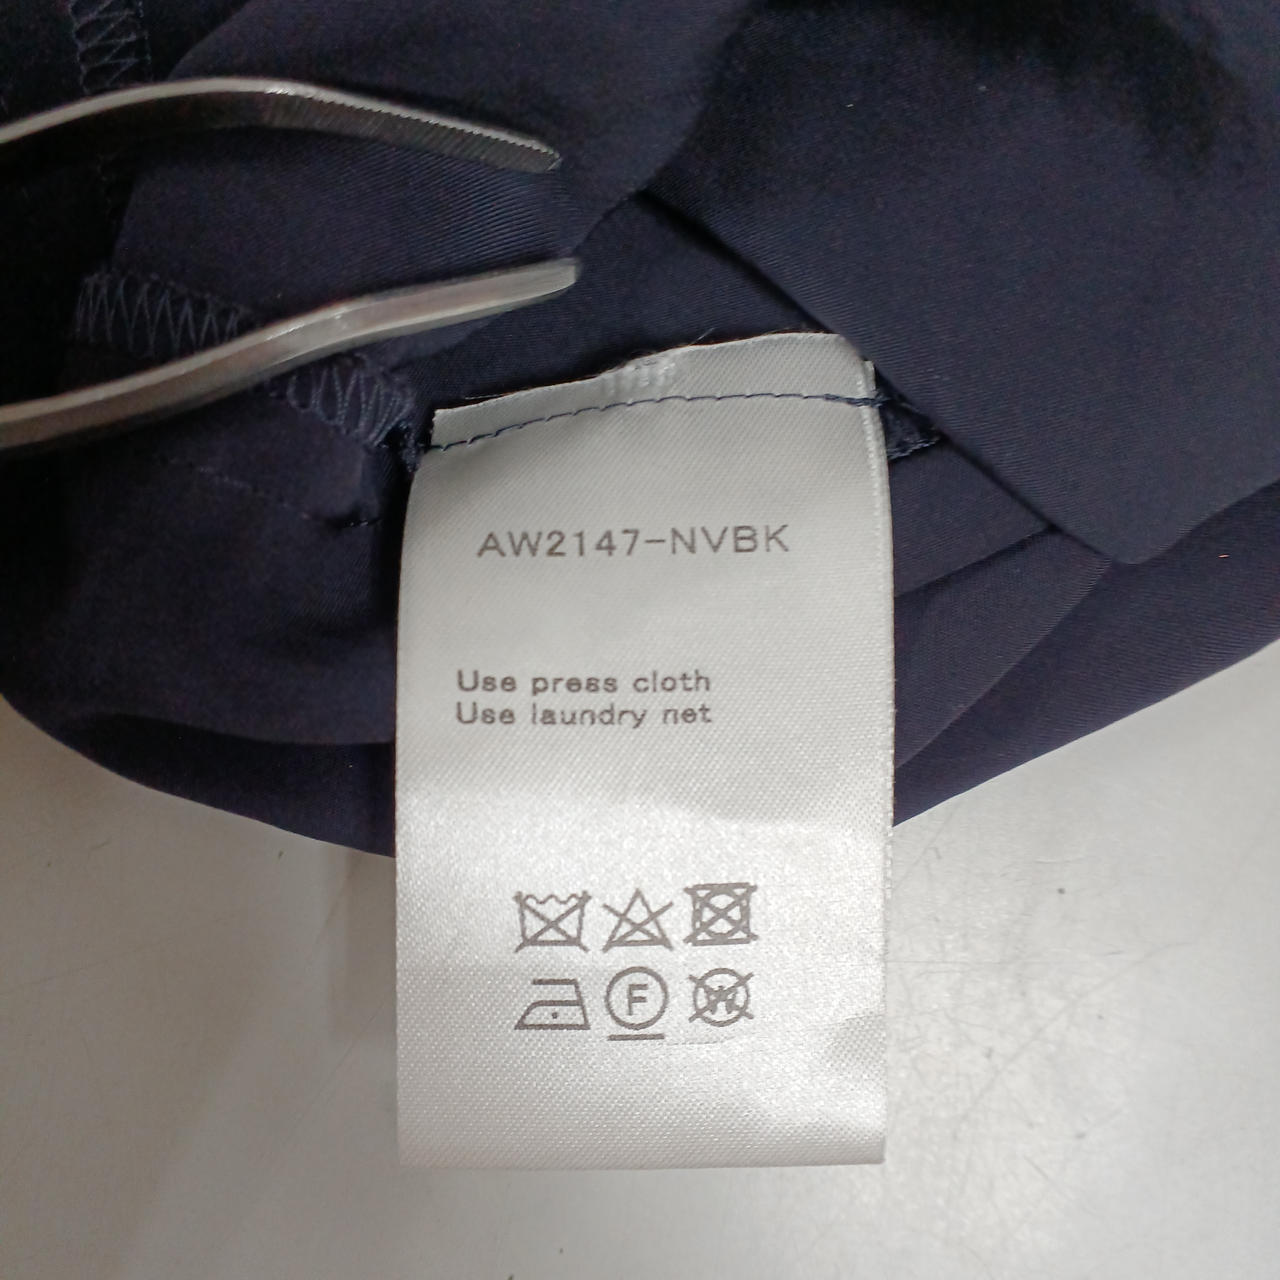 AW2147-NVBK
Use press cloth
Use laundry net
F W